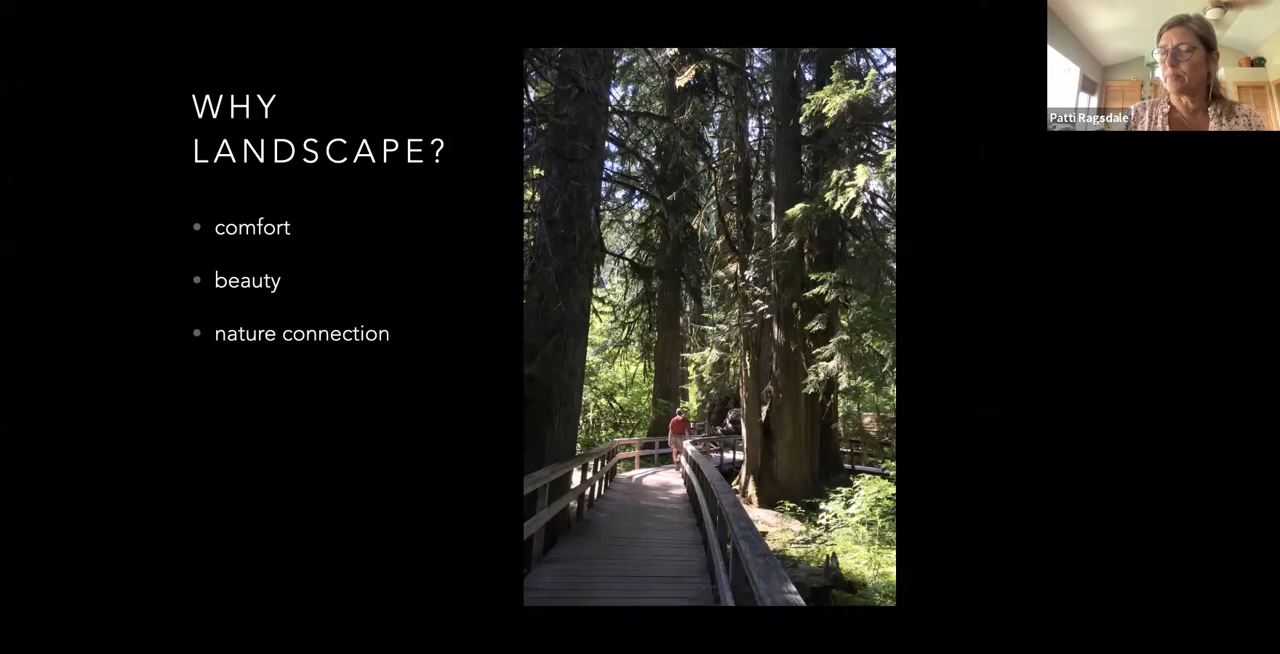 WHY
LANDSCAPE?
• comfort
• beauty
• nature connection
Patti Ragsdale